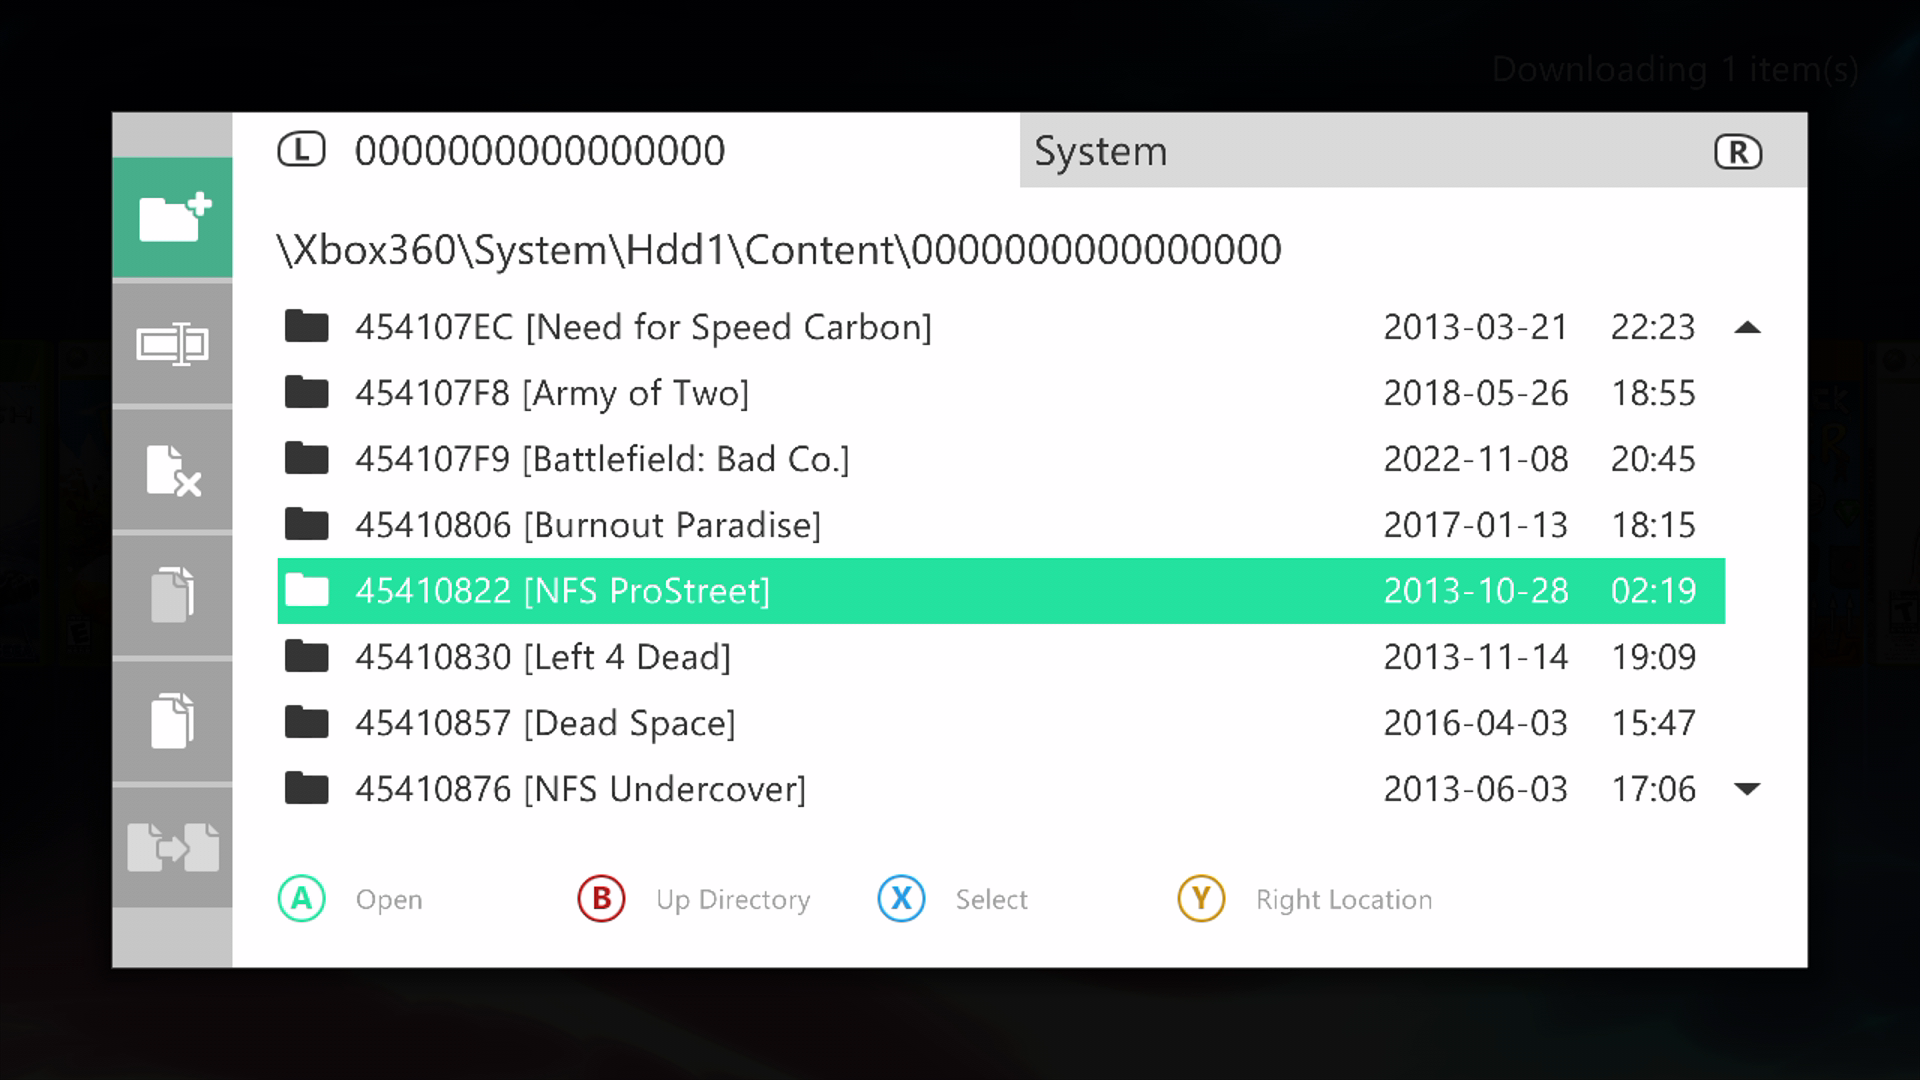 Downloading 1 item(s)
L 0000000000000000
System R
\Xbox360\System\Hdd1\Content\0000000000000000
454107EC [Need for Speed Carbon] 2013-03-21 22:23
454107F8 [Army of Two] 2018-05-26 18:55
454107F9 [Battlefield: Bad Co.] 2022-11-08 20:45
45410806 [Burnout Paradise] 2017-01-13 18:15
45410822 [NFS ProStreet] 2013-10-28 02:19
45410830 [Left 4 Dead] 2013-11-14 19:09
45410857 [Dead Space] 2016-04-03 15:47
45410876 [NFS Undercover] 2013-06-03 17:06
A Open B Up Directory X Select Y Right Location